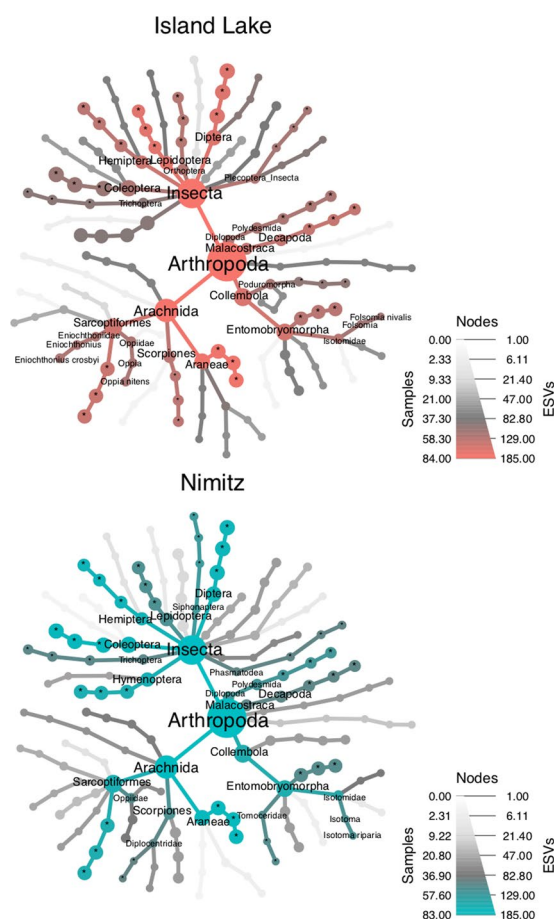 Island Lake
Diptera
Hemiptera
Lepidoptera
Orthoptera
Plecoptera_Insecta
Coleoptera
Insecta
Trichoptera
Polydesmida
Diplopoda
Decapoda
Malacostraca
Arthropoda
Poduromorpha
Collembola
Arachnida
Sarcoptiformes
Entomobryomorpha
Folsomia nivalis
Folsomia
Isotomidae
Eniochthoniidae
Eniochthonius
Oppiidae
Eniochthonius crosbyi
Scorpiones
Oppia
Araneae
Oppia nitens
Nodes
0.00 1.00
2.33 6.11
9.33 21.40
21.00 47.00
37.30 82.80
58.30 129.00
84.00 185.00
Samples
ESVs
Nimitz
Diptera
Siphonaptera
Hemiptera
Lepidoptera
Coleoptera
Insecta
Trichoptera
Phasmatodea
Hymenoptera
Polydesmida
Diplopoda
Decapoda
Malacostraca
Arthropoda
Collembola
Arachnida
Sarcoptiformes
Entomobryomorpha
Oppiidae
Isotomidae
Scorpiones
Araneae
Tomoceridae
Isotoma
Isotoma riparia
Diplocentridae
Nodes
0.00 1.00
2.31 6.11
9.22 21.40
20.80 47.00
36.90 82.80
57.60 129.00
83.00 185.00
Samples
ESVs